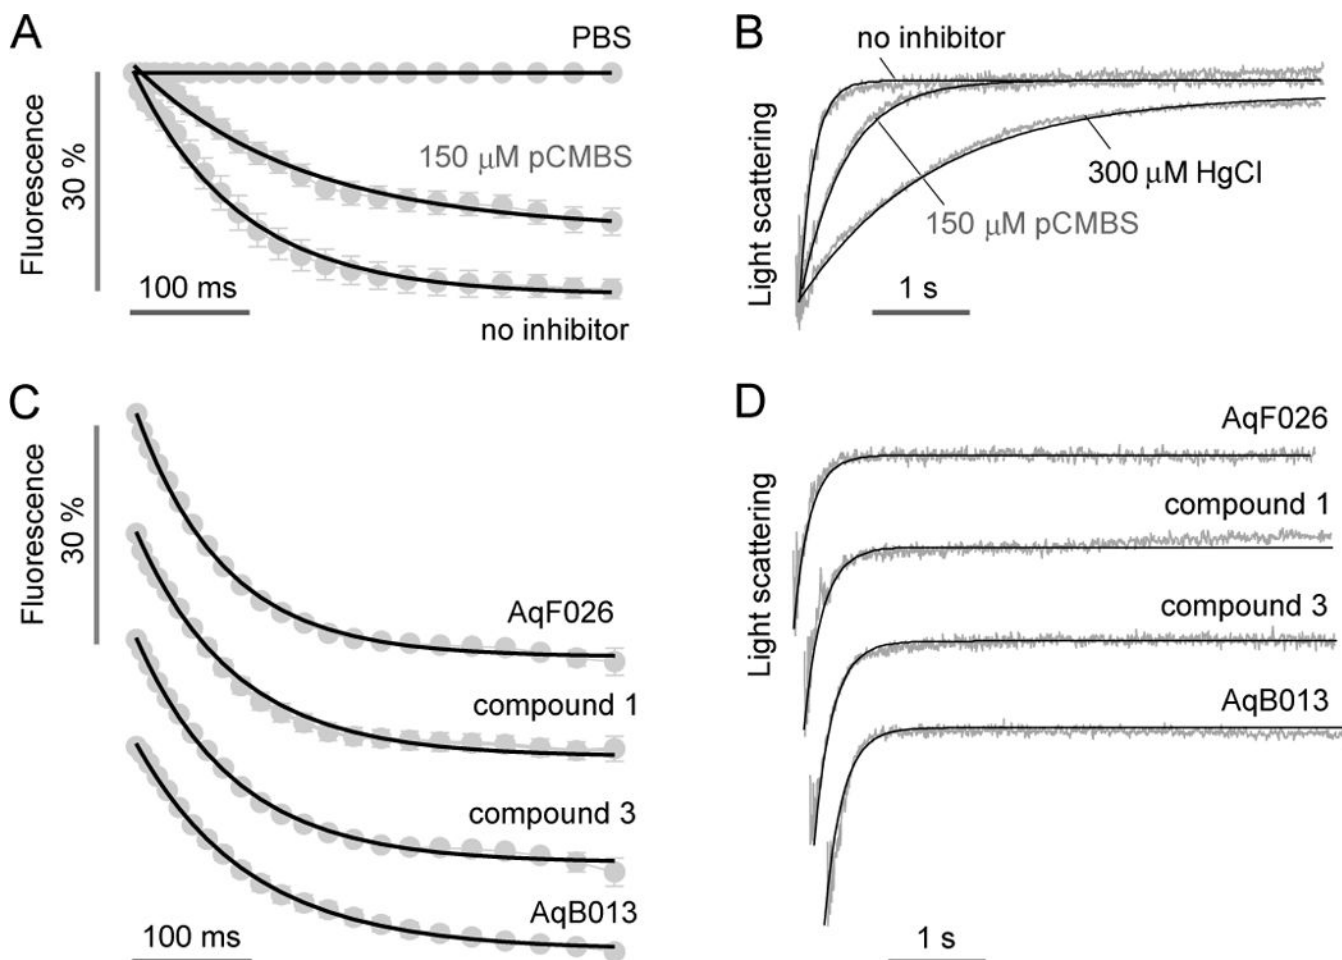 A
PBS
Fluorescence
30 %
150 µM pCMBS
100 ms
no inhibitor
B
no inhibitor
Light scattering
300 µM HgCl
150 µM pCMBS
1 s
C
Fluorescence
30 %
AqF026
compound 1
compound 3
AqB013
100 ms
D
AqF026
Light scattering
compound 1
compound 3
AqB013
1 s